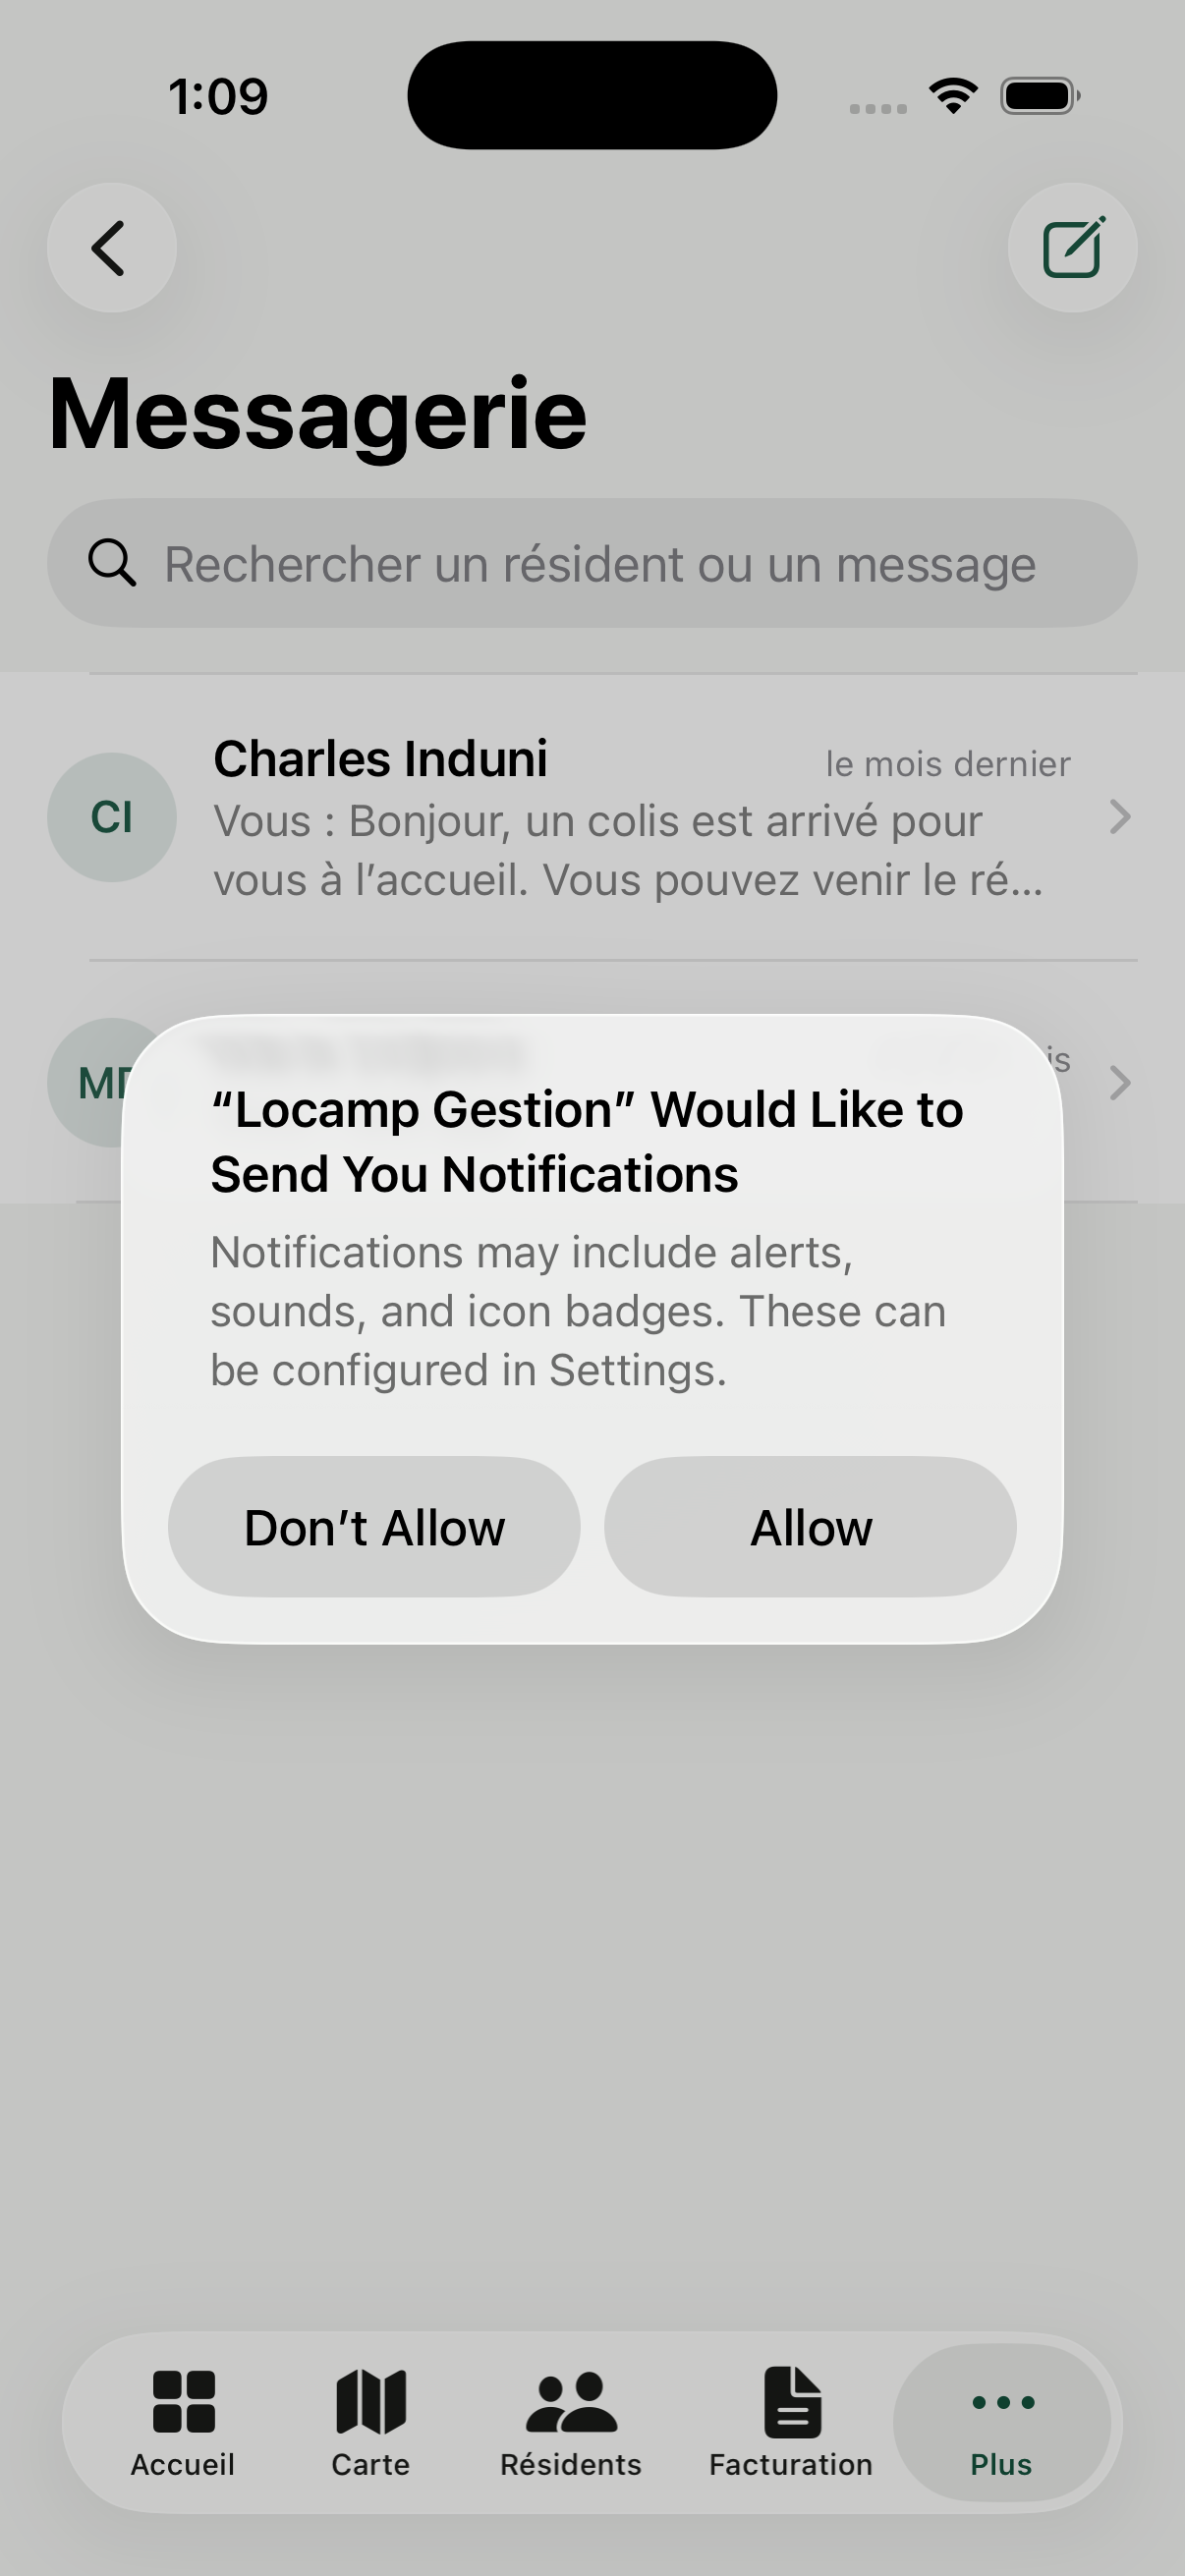 1:09
Messagerie
Rechercher un résident ou un message
Charles Induni
le mois dernier
CI
Vous : Bonjour, un colis est arrivé pour
vous à l’accueil. Vous pouvez venir le ré…
“Locamp Gestion” Would Like to
Send You Notifications
Notifications may include alerts,
sounds, and icon badges. These can
be configured in Settings.
Don’t Allow
Allow
Accueil
Carte
Résidents
Facturation
Plus